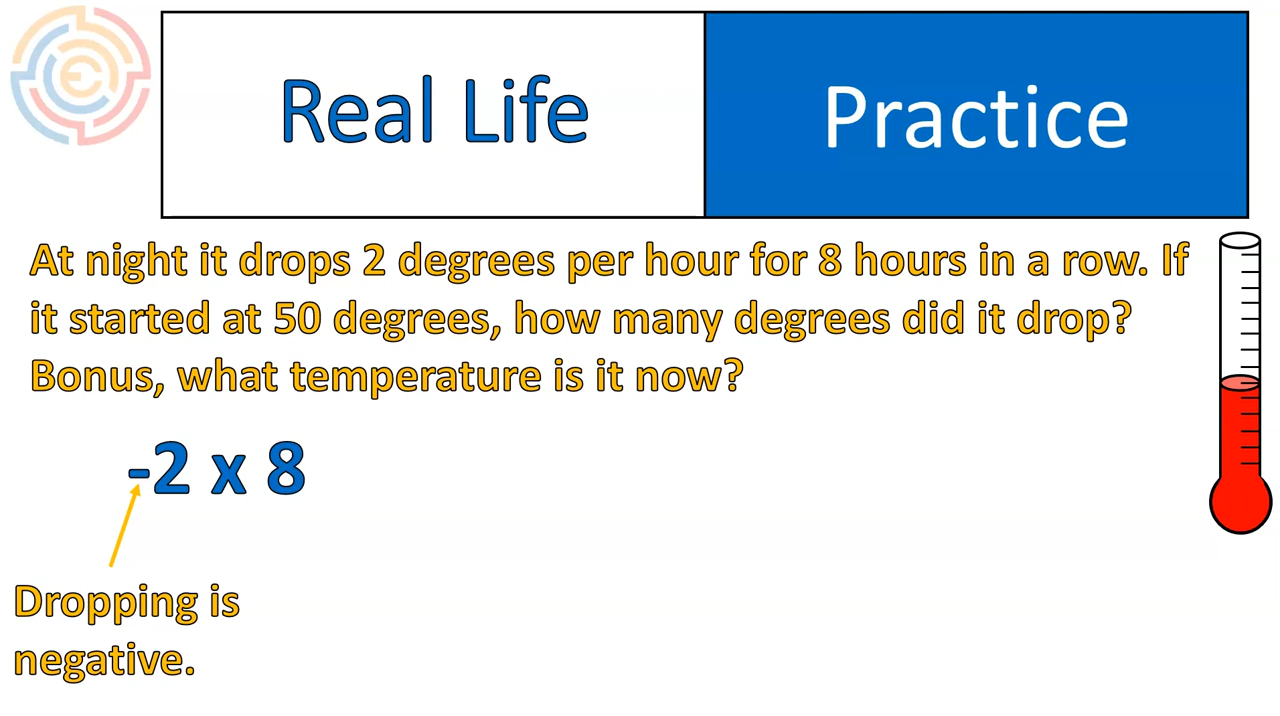 Real Life
Practice
At night it drops 2 degrees per hour for 8 hours in a row. If
it started at 50 degrees, how many degrees did it drop?
Bonus, what temperature is it now?
-2 x 8
Dropping is
negative.